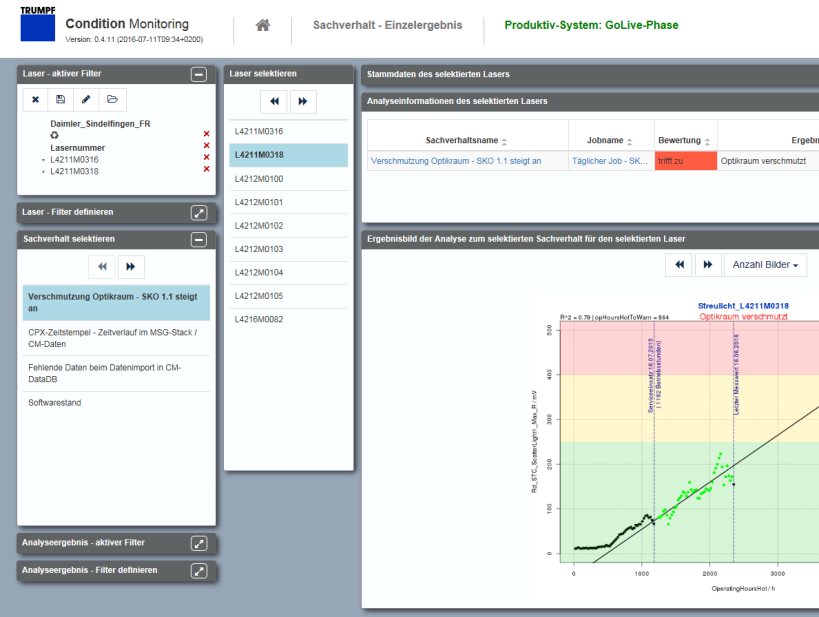 TRUMPF
Condition Monitoring
Version: 0.4.11 (2016-07-11T09:34+0200)
Sachverhalt - Einzelergebnis
Produktiv-System: GoLive-Phase
Laser - aktiver Filter
Daimler_Sindelfingen_FR
Lasernummer
L4211M0316
L4211M0318
Laser - Filter definieren
Sachverhalt selektieren
Verschmutzung Optikraum - SKO 1.1 steigt
an
CPX-Zeitstempel - Zeitverlauf im MSG-Stack /
CM-Daten
Fehlende Daten beim Datenimport in CM-
DataDB
Softwarestand
Analyseergebnis - aktiver Filter
Analyseergebnis - Filter definieren
Laser selektieren
L4211M0316
L4211M0318
L4212M0100
L4212M0101
L4212M0102
L4212M0103
L4212M0104
L4212M0105
L4216M0082
Stammdaten des selektierten Lasers
Analyseinformationen des selektierten Lasers
Sachverhaltsname Jobname Bewertung Ergebn
Verschmutzung Optikraum - SKO 1.1 steigt an Täglicher Job - SK... trifft zu Optikraum verschmutzt
Ergebnisbild der Analyse zum selektierten Sachverhalt für den selektierten Laser
Anzahl Bilder
Streulicht_L4211M0318
R^2 = 0.79 | opHoursHotToWarn = 864
Optikraum verschmutzt
Serviceeinsatz 18.07.2015
( 1182 Betriebsstunden)
Letzter Messwert 16.06.2016
Rd_STC_ScatterLight1_Max_R / mV
500
400
300
200
100
0
0 1000 2000 3000
OperatingHoursHot / h